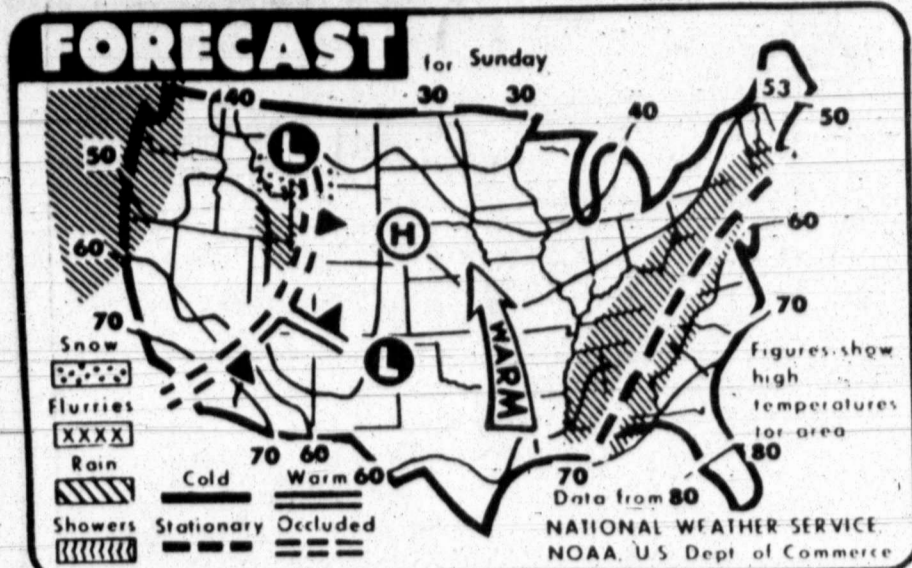 FORECAST
for Sunday
40
30
30
40
53
50
50
L
60
H
60
70
70
WARM
L
Figures show
high
temperatures
for area
Snow
Flurries
XXXX
Rain
Showers
70
60
60
70
80
80
Cold
Warm
Stationary
Occluded
Data from
NATIONAL WEATHER SERVICE,
NOAA, U S Dept of Commerce